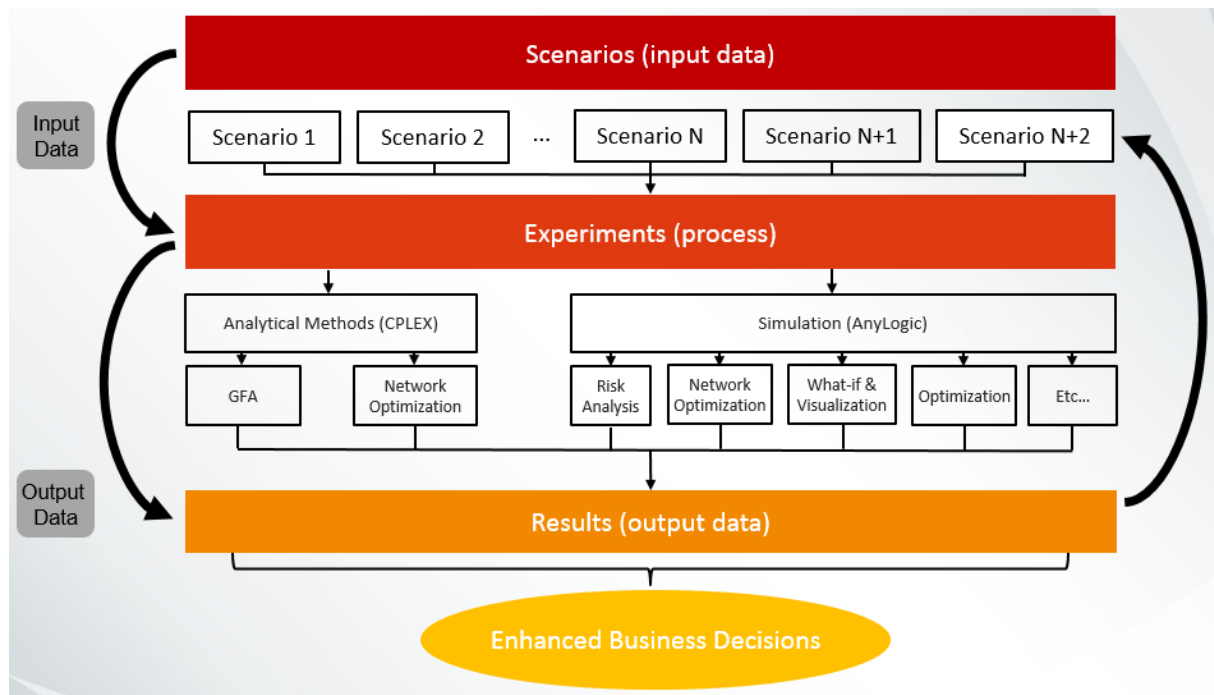 Scenarios (input data)
Input
Data
Scenario 1
Scenario 2
...
Scenario N
Scenario N+1
Scenario N+2
Experiments (process)
Analytical Methods (CPLEX)
Simulation (AnyLogic)
GFA
Network
Optimization
Risk
Analysis
Network
Optimization
What-if &
Visualization
Optimization
Etc...
Output
Data
Results (output data)
Enhanced Business Decisions